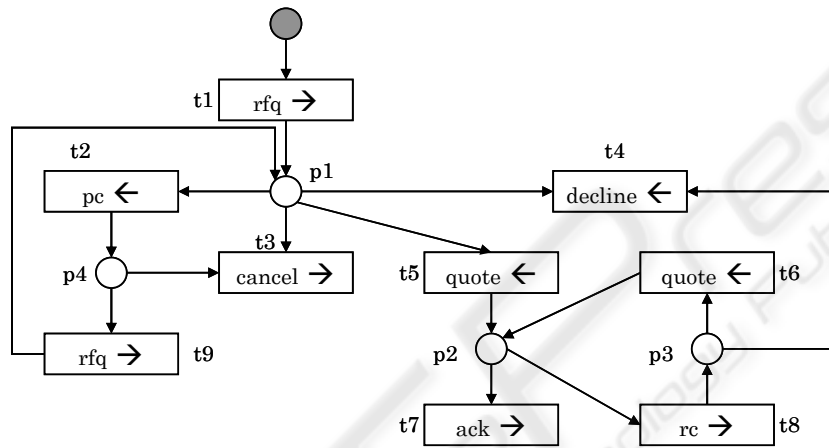 t1
rfq →
t2
p1
t4
pc ←
decline ←
t3
p4
cancel →
t5
quote ←
quote ←
t6
rfq →
t9
p2
p3
t7
ack →
rc →
t8